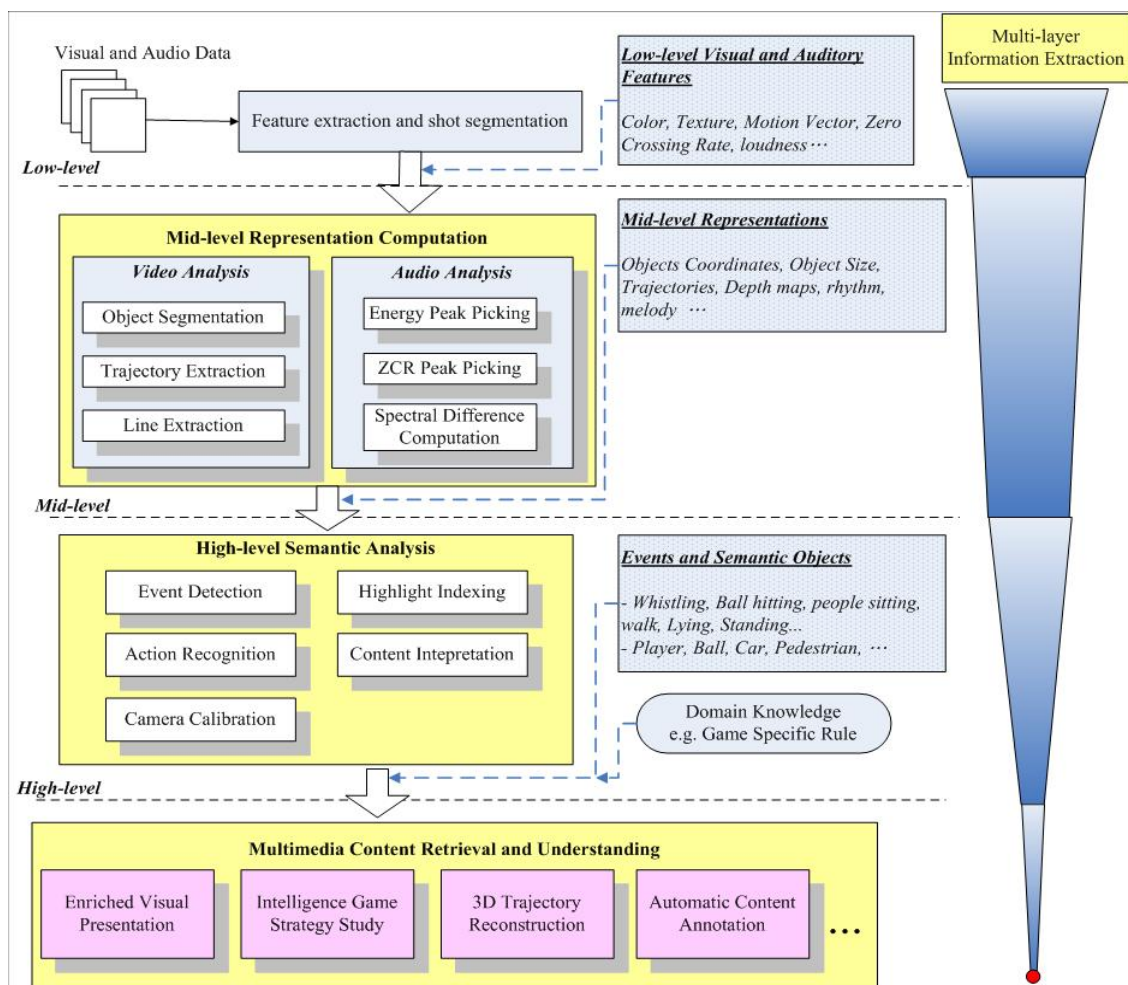 Visual and Audio Data
Feature extraction and shot segmentation
Low-level Visual and Auditory
Features
Color, Texture, Motion Vector, Zero
Crossing Rate, loudness…
Multi-layer
Information Extraction
Low-level
Mid-level Representation Computation
Video Analysis
Object Segmentation
Trajectory Extraction
Line Extraction
Audio Analysis
Energy Peak Picking
ZCR Peak Picking
Spectral Difference
Computation
Mid-level Representations
Objects Coordinates, Object Size,
Trajectories, Depth maps, rhythm,
melody …
Mid-level
High-level Semantic Analysis
Event Detection
Highlight Indexing
Action Recognition
Content Intepretation
Camera Calibration
Events and Semantic Objects
- Whistling, Ball hitting, people sitting,
walk, Lying, Standing...
- Player, Ball, Car, Pedestrian, …
Domain Knowledge
e.g. Game Specific Rule
High-level
Multimedia Content Retrieval and Understanding
Enriched Visual
Presentation
Intelligence Game
Strategy Study
3D Trajectory
Reconstruction
Automatic Content
Annotation
...